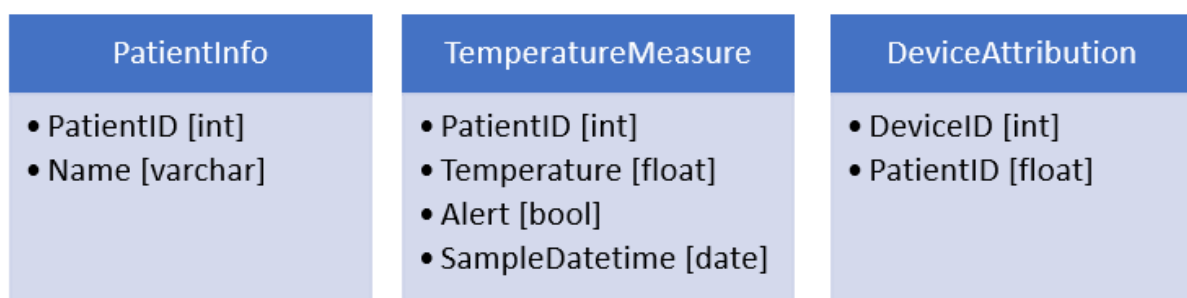 PatientInfo
• PatientID [int]
• Name [varchar]
TemperatureMeasure
• PatientID [int]
• Temperature [float]
• Alert [bool]
• SampleDatetime [date]
DeviceAttribution
• DeviceID [int]
• PatientID [float]